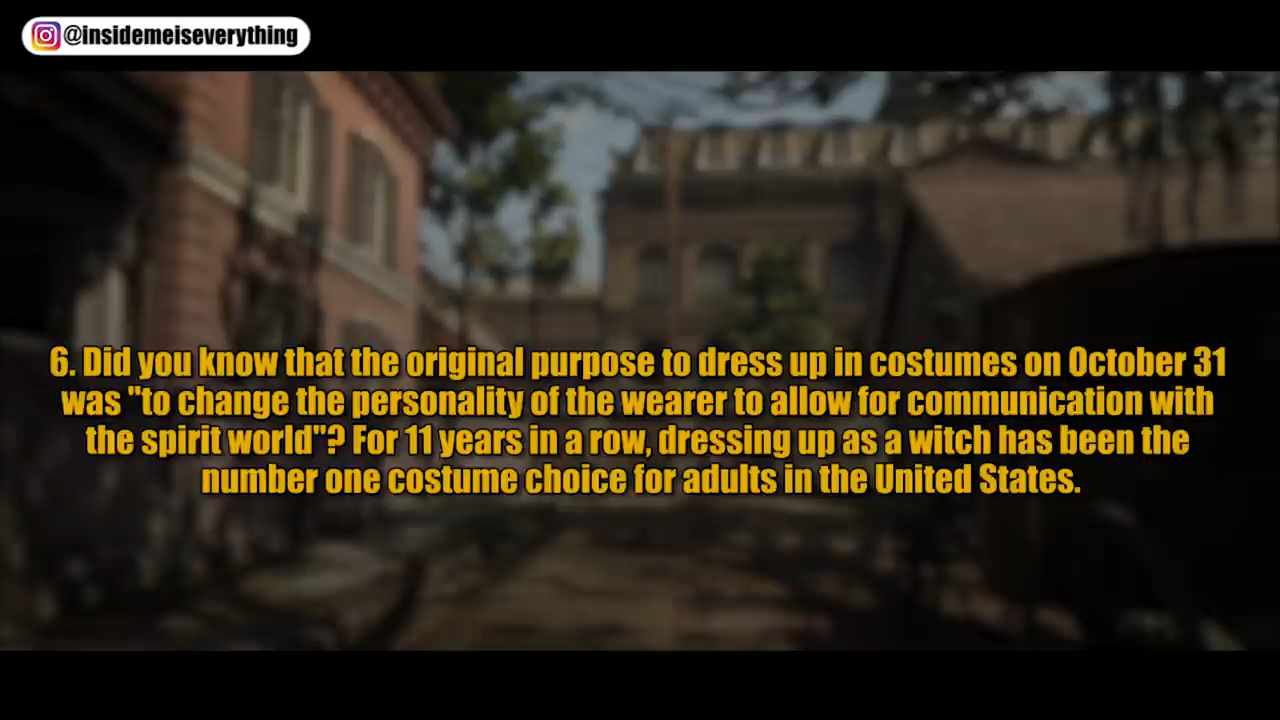 @insidemeiseverything
6. Did you know that the original purpose to dress up in costumes on October 31
was "to change the personality of the wearer to allow for communication with
the spirit world"? For 11 years in a row, dressing up as a witch has been the
number one costume choice for adults in the United States.